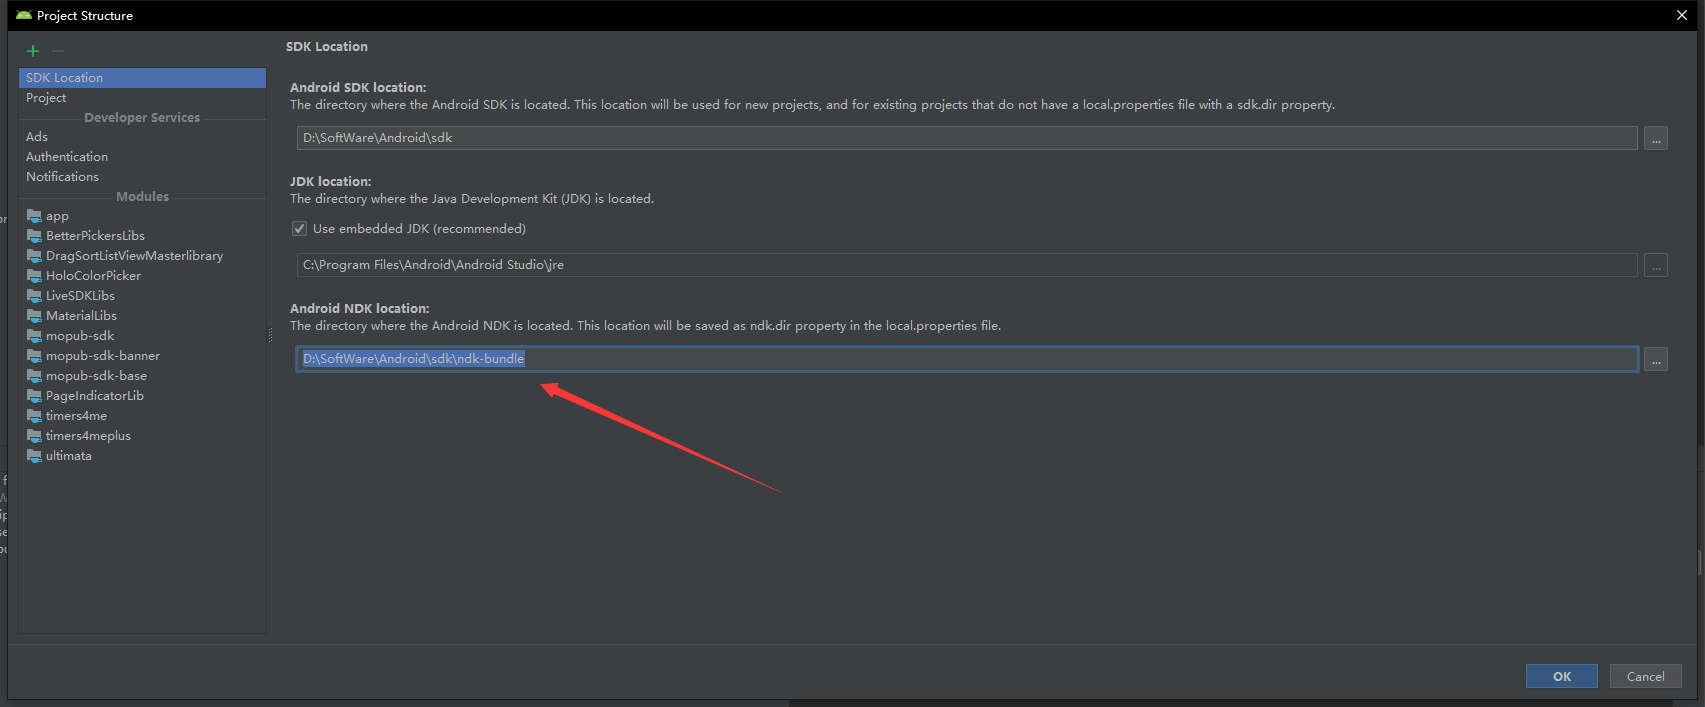 Project Structure
SDK Location
Project
Developer Services
Ads
Authentication
Notifications
Modules
app
BetterPickersLibs
DragSortListViewMasterlibrary
HoloColorPicker
LiveSDKLibs
MaterialLibs
mopub-sdk
mopub-sdk-banner
mopub-sdk-base
PageIndicatorLib
timers4me
timers4meplus
ultimata
SDK Location
Android SDK location:
The directory where the Android SDK is located. This location will be used for new projects, and for existing projects that do not have a local.properties file with a sdk.dir property.
D:\SoftWare\Android\sdk
...
JDK location:
The directory where the Java Development Kit (JDK) is located.
Use embedded JDK (recommended)
C:\Program Files\Android\Android Studio\jre
...
Android NDK location:
The directory where the Android NDK is located. This location will be saved as ndk.dir property in the local.properties file.
D:\SoftWare\Android\sdk\ndk-bundle
...
OK
Cancel